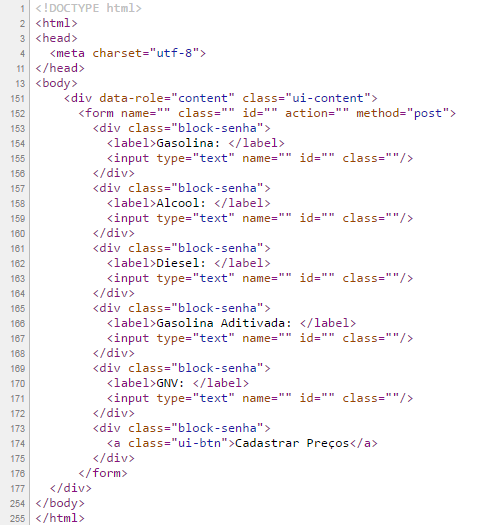 1 <!DOCTYPE html>
2 <html>
3 <head>
4 <meta charset="utf-8">
11 </head>
13 <body>
151 <div data-role="content" class="ui-content">
152 <form name="" class="" id="" action="" method="post">
153 <div class="block-senha">
154 <label>Gasolina: </label>
155 <input type="text" name="" id="" class=""/>
156 </div>
157 <div class="block-senha">
158 <label>Alcool: </label>
159 <input type="text" name="" id="" class=""/>
160 </div>
161 <div class="block-senha">
162 <label>Diesel: </label>
163 <input type="text" name="" id="" class=""/>
164 </div>
165 <div class="block-senha">
166 <label>Gasolina Aditivada: </label>
167 <input type="text" name="" id="" class=""/>
168 </div>
169 <div class="block-senha">
170 <label>GNV: </label>
171 <input type="text" name="" id="" class=""/>
172 </div>
173 <div class="block-senha">
174 <a class="ui-btn">Cadastrar Preços</a>
175 </div>
176 </form>
177 </div>
254 </body>
255 </html>